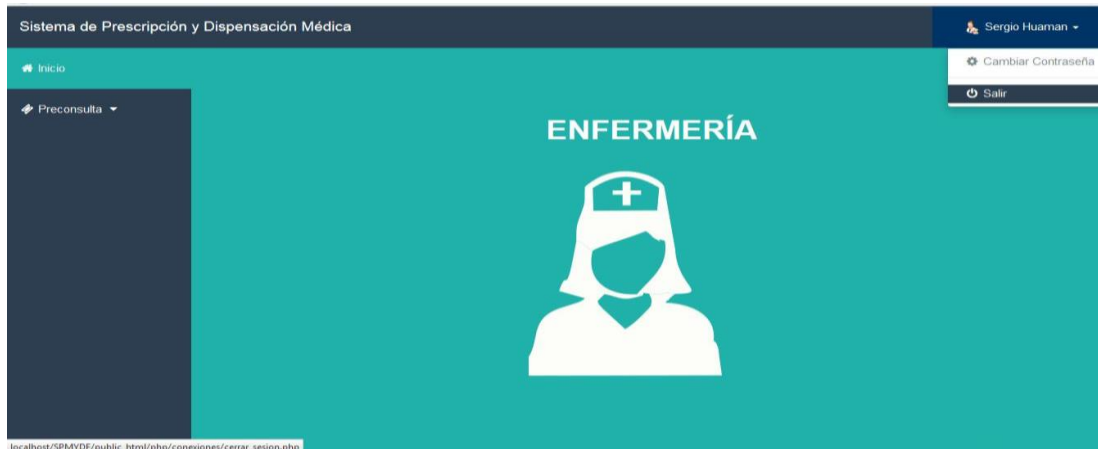 Sistema de Prescripción y Dispensación Médica
Sergio Huaman
Inicio
Cambiar Contraseña
Salir
Preconsulta
ENFERMERÍA
localhost/SPMYDF/public_html/php/conexiones/cerrar_sesion.php